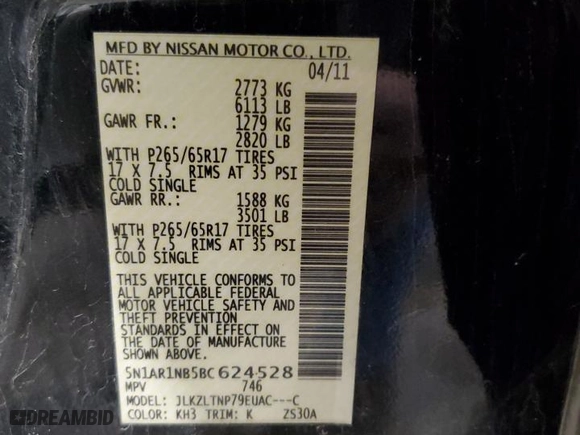 MFD BY NISSAN MOTOR CO., LTD.
DATE: 04/11
GVWR: 2773 KG
6113 LB
GAWR FR.: 1279 KG
2820 LB
WITH P265/65R17 TIRES
17 X 7.5 RIMS AT 35 PSI
COLD SINGLE
GAWR RR.: 1588 KG
3501 LB
WITH P265/65R17 TIRES
17 X 7.5 RIMS AT 35 PSI
COLD SINGLE
THIS VEHICLE CONFORMS TO
ALL APPLICABLE FEDERAL
MOTOR VEHICLE SAFETY AND
THEFT PREVENTION
STANDARDS IN EFFECT ON
THE DATE OF MANUFACTURE
SHOWN ABOVE.
5N1AR1NB5BC 624528
MPV 746
MODEL: JLKZLTNP79EUAC---C
COLOR: KH3 TRIM: K ZS30A
DREAMBID